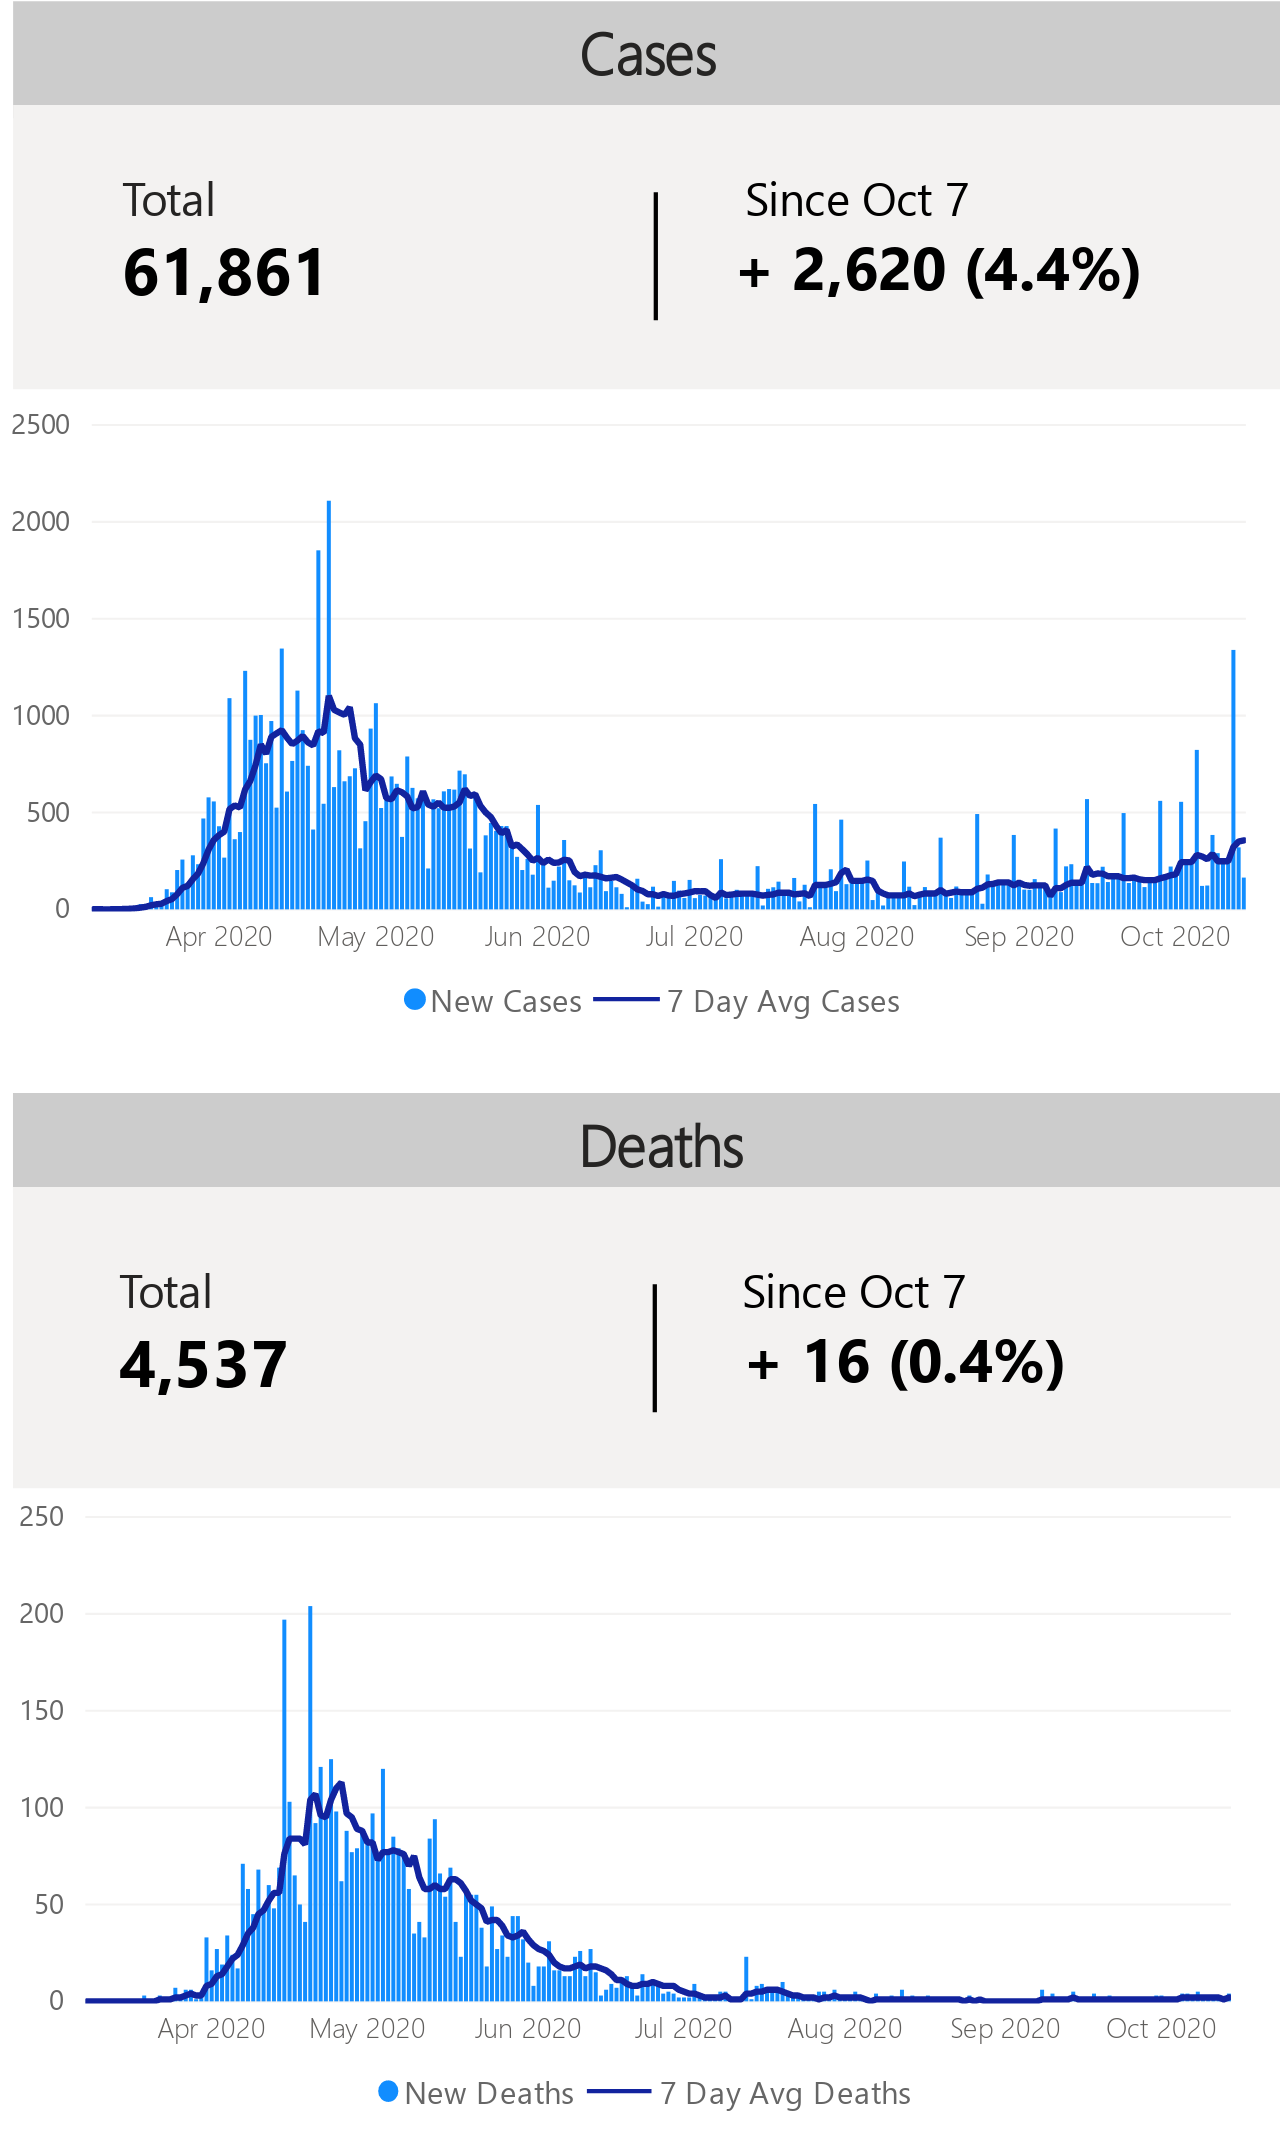 Cases
Total
Since Oct 7
61,861
+ 2,620 (4.4%)
2500
2000
1500
1000
500
0
Apr 2020 May 2020 Jun 2020 Jul 2020 Aug 2020 Sep 2020 Oct 2020
New Cases 7 Day Avg Cases
Deaths
Total
Since Oct 7
4,537
+ 16 (0.4%)
250
200
150
100
50
0
Apr 2020 May 2020 Jun 2020 Jul 2020 Aug 2020 Sep 2020 Oct 2020
New Deaths 7 Day Avg Deaths